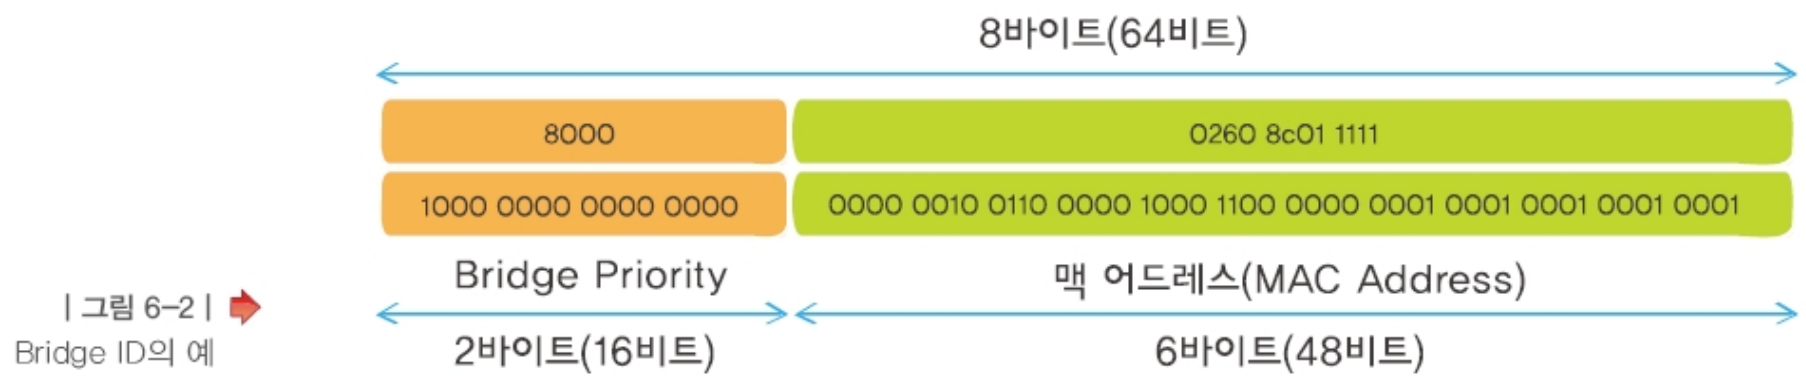 8바이트(64비트)
8000 0260 8c01 1111
1000 0000 0000 0000 0000 0010 0110 0000 1000 1100 0000 0001 0001 0001 0001 0001
Bridge Priority 맥 어드레스(MAC Address)
2바이트(16비트) 6바이트(48비트)
| 그림 6-2 |
Bridge ID의 예